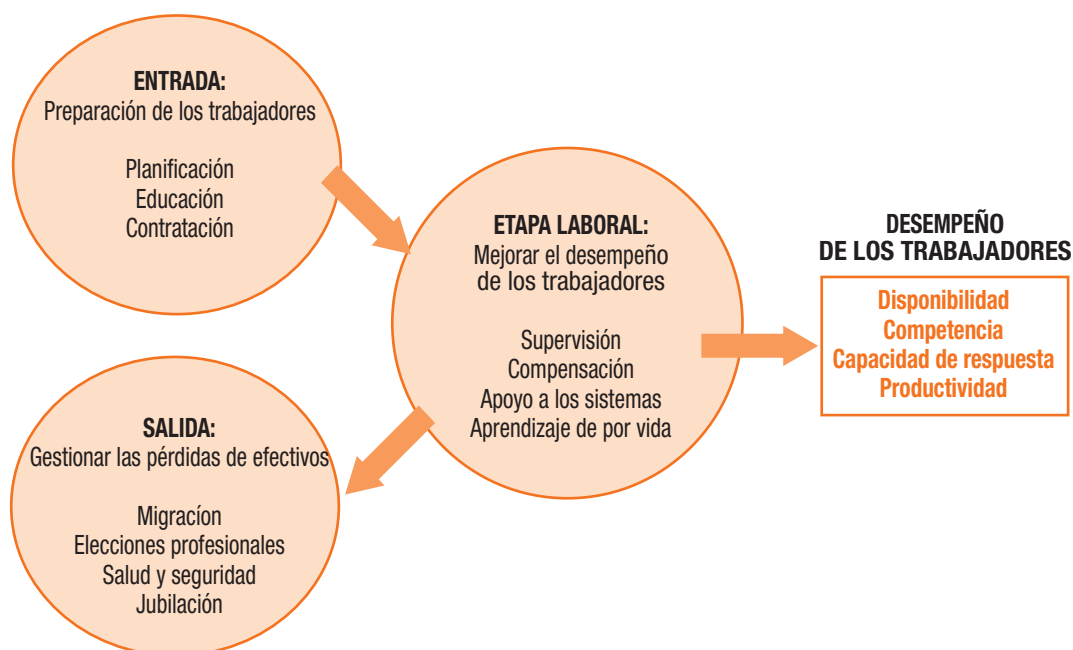 ENTRADA:
Preparación de los trabajadores
Planificación
Educación
Contratación
ETAPA LABORAL:
Mejorar el desempeño
de los trabajadores
Supervisión
Compensación
Apoyo a los sistemas
Aprendizaje de por vida
DESEMPEÑO
DE LOS TRABAJADORES
Disponibilidad
Competencia
Capacidad de respuesta
Productividad
SALIDA:
Gestionar las pérdidas de efectivos
Migracíon
Elecciones profesionales
Salud y seguridad
Jubilación